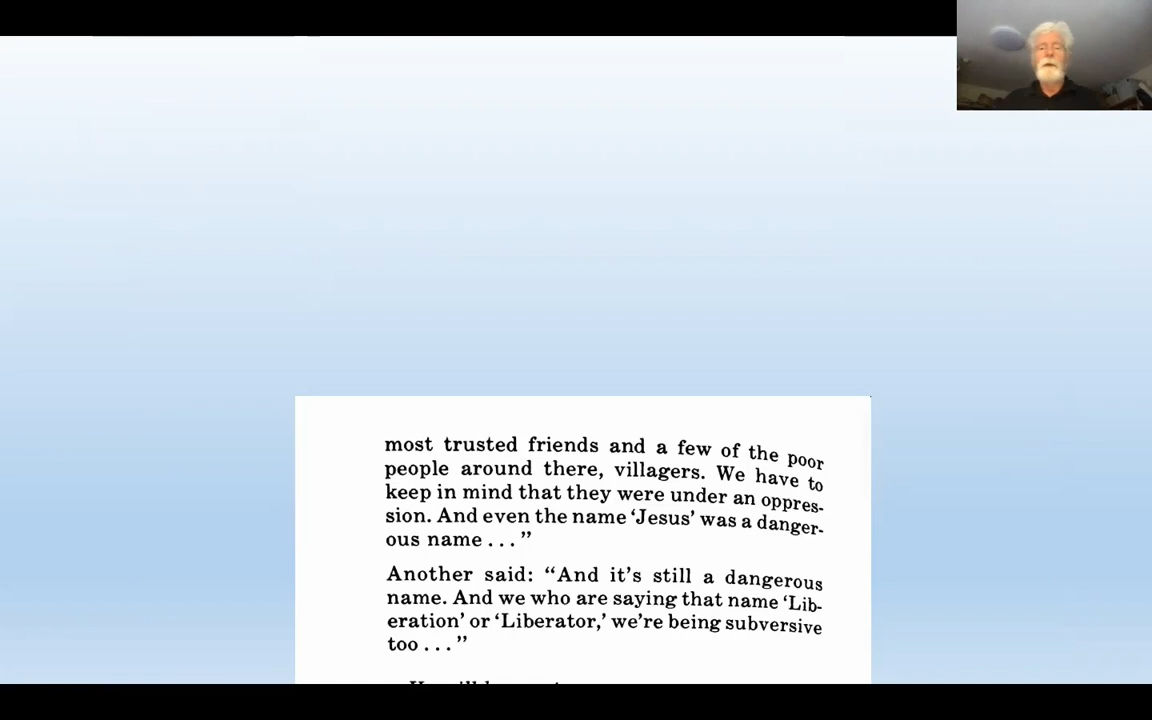 most trusted friends and a few of the poor
people around there, villagers. We have to
keep in mind that they were under an oppres-
sion. And even the name ‘Jesus’ was a danger-
ous name . . .”
Another said: “And it’s still a dangerous
name. And we who are saying that name ‘Lib-
eration’ or ‘Liberator,’ we’re being subversive
too . . .”